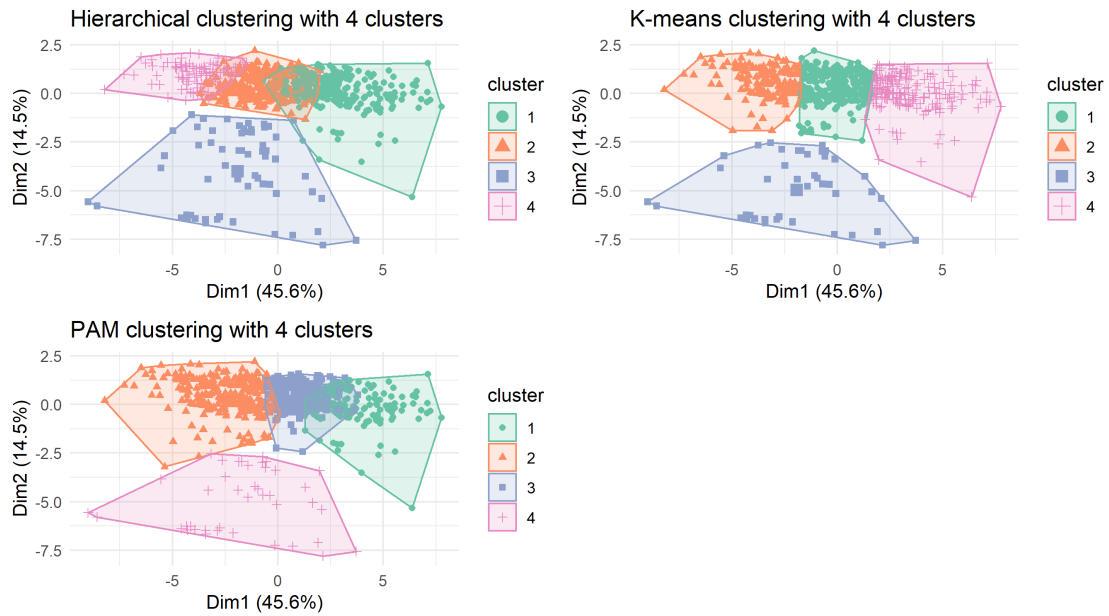 Hierarchical clustering with 4 clusters
2.5
0.0
-2.5
-5.0
-7.5
Dim2 (14.5%)
-5 0 5
Dim1 (45.6%)
cluster
1
2
3
4
K-means clustering with 4 clusters
2.5
0.0
-2.5
-5.0
-7.5
Dim2 (14.5%)
-5 0 5
Dim1 (45.6%)
cluster
1
2
3
4
PAM clustering with 4 clusters
2.5
0.0
-2.5
-5.0
-7.5
Dim2 (14.5%)
-5 0 5
Dim1 (45.6%)
cluster
1
2
3
4